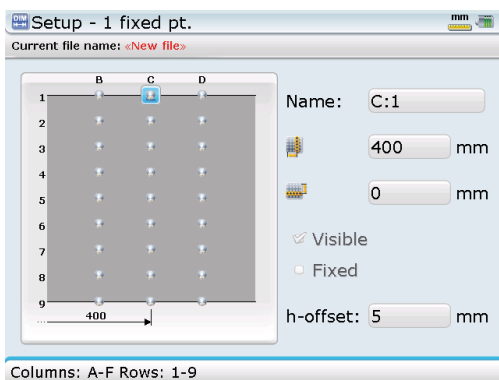 DIM Setup - 1 fixed pt. mm
Current file name: «New file»
B C D
1
2
3
4
5
6
7
8
9
400
Name: C:1
400 mm
0 mm
Visible
Fixed
h-offset: 5 mm
Columns: A-F Rows: 1-9